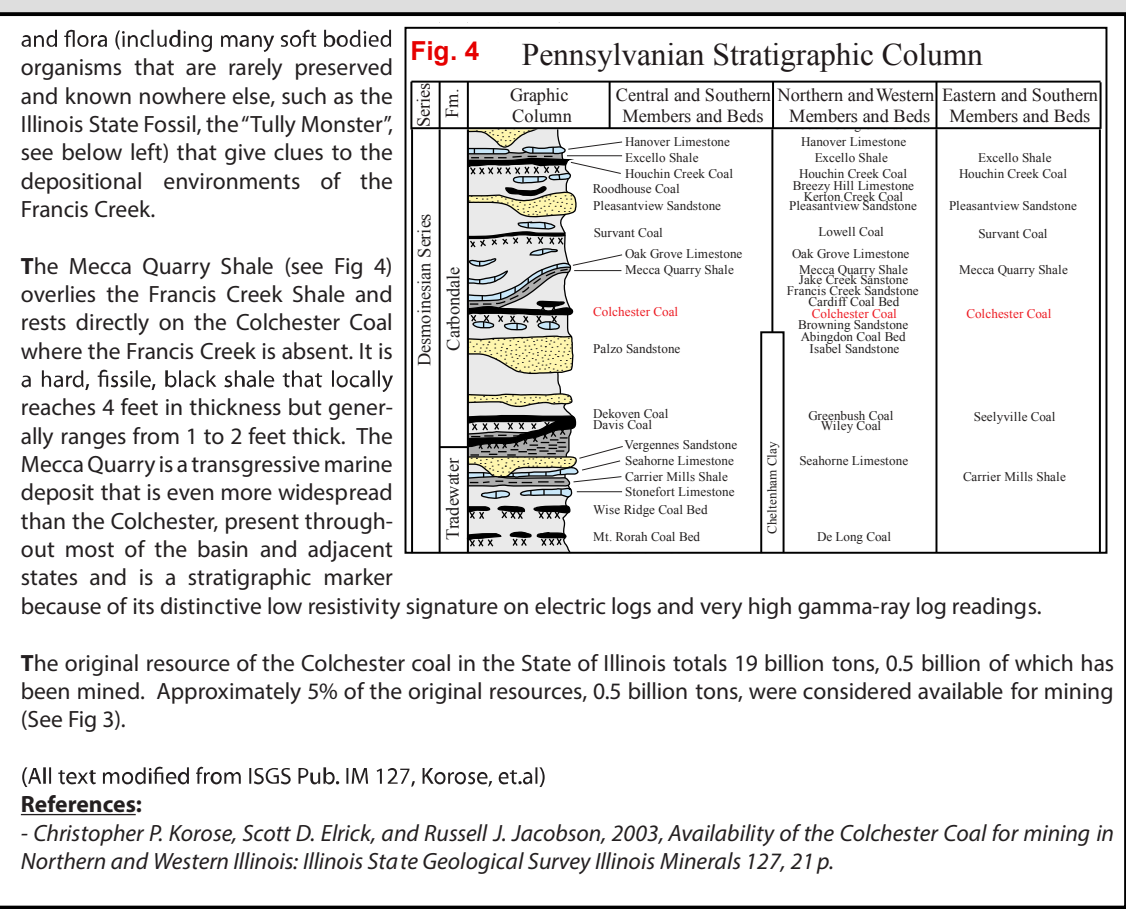 and flora (including many soft bodied
organisms that are rarely preserved
and known nowhere else, such as the
Illinois State Fossil, the "Tully Monster",
see below left) that give clues to the
depositional environments of the
Francis Creek.
The Mecca Quarry Shale (see Fig 4)
overlies the Francis Creek Shale and
rests directly on the Colchester Coal
where the Francis Creek is absent. It is
a hard, fissile, black shale that locally
reaches 4 feet in thickness but gener-
ally ranges from 1 to 2 feet thick. The
Mecca Quarry is a transgressive marine
deposit that is even more widespread
than the Colchester, present through-
out most of the basin and adjacent
states and is a stratigraphic marker
because of its distinctive low resistivity signature on electric logs and very high gamma-ray log readings.
Fig. 4 Pennsylvanian Stratigraphic Column
Series
Fm.
Graphic
Column
Central and Southern
Members and Beds
Northern and Western
Members and Beds
Eastern and Southern
Members and Beds
Desmoinesian Series
Carbondale
Tradewater
Hanover Limestone
Excello Shale
Houchin Creek Coal
Roodhouse Coal
Pleasantview Sandstone
Survant Coal
Oak Grove Limestone
Mecca Quarry Shale
Colchester Coal
Palzo Sandstone
Dekoven Coal
Davis Coal
Vergennes Sandstone
Seahorne Limestone
Carrier Mills Shale
Stonefort Limestone
Wise Ridge Coal Bed
Mt. Rorah Coal Bed
Cheltenham Clay
Hanover Limestone
Excello Shale
Houchin Creek Coal
Breezy Hill Limestone
Kerton Creek Coal
Pleasantview Sandstone
Lowell Coal
Oak Grove Limestone
Mecca Quarry Shale
Jake Creek Sanstone
Francis Creek Sandstone
Cardiff Coal Bed
Colchester Coal
Browning Sandstone
Abingdon Coal Bed
Isabel Sandstone
Greenbush Coal
Wiley Coal
Seahorne Limestone
De Long Coal
Excello Shale
Houchin Creek Coal
Pleasantview Sandstone
Survant Coal
Mecca Quarry Shale
Colchester Coal
Seelyville Coal
Carrier Mills Shale
The original resource of the Colchester coal in the State of Illinois totals 19 billion tons, 0.5 billion of which has
been mined. Approximately 5% of the original resources, 0.5 billion tons, were considered available for mining
(See Fig 3).
(All text modified from ISGS Pub. IM 127, Korose, et.al)
References:
- Christopher P. Korose, Scott D. Elrick, and Russell J. Jacobson, 2003, Availability of the Colchester Coal for mining in
Northern and Western Illinois: Illinois State Geological Survey Illinois Minerals 127, 21 p.